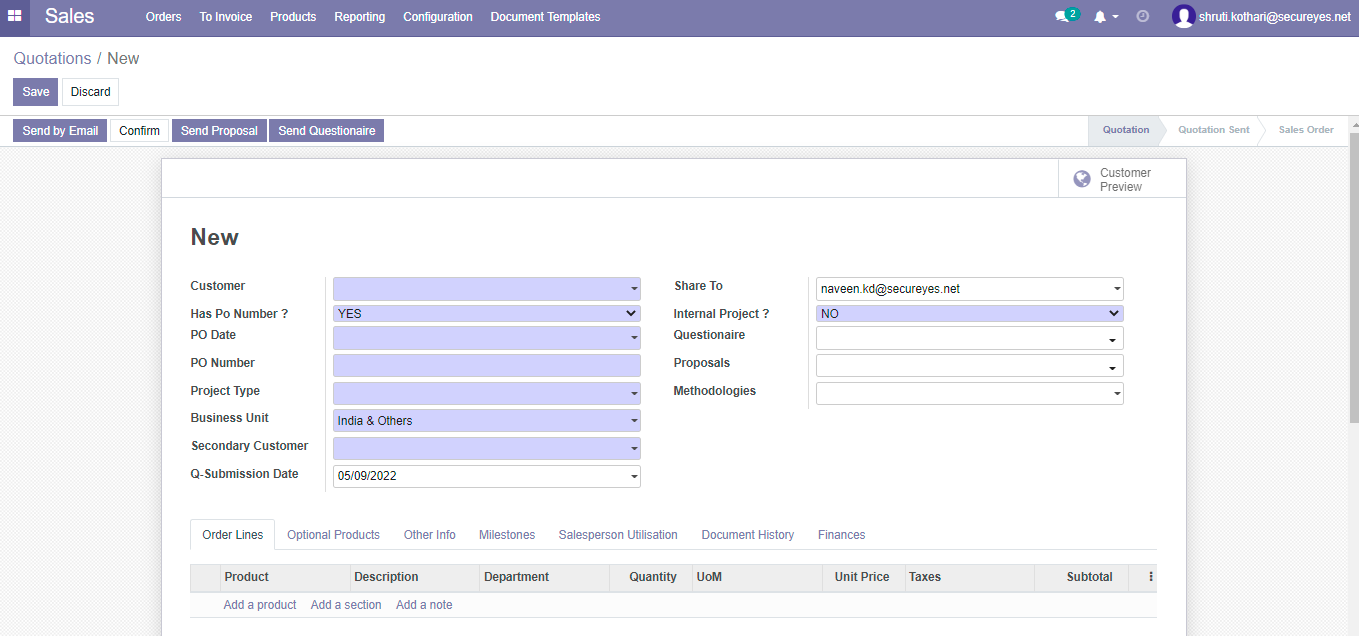 Sales Orders To Invoice Products Reporting Configuration Document Templates 2 shruti.kothari@secureyes.net
Quotations / New
Save Discard
Send by Email Confirm Send Proposal Send Questionaire Quotation Quotation Sent Sales Order
Customer
Preview
New
Customer
Has Po Number ? YES
PO Date
PO Number
Project Type
Business Unit India & Others
Secondary Customer
Q-Submission Date 05/09/2022
Share To naveen.kd@secureyes.net
Internal Project ? NO
Questionaire
Proposals
Methodologies
Order Lines Optional Products Other Info Milestones Salesperson Utilisation Document History Finances
Product Description Department Quantity UoM Unit Price Taxes Subtotal
Add a product Add a section Add a note